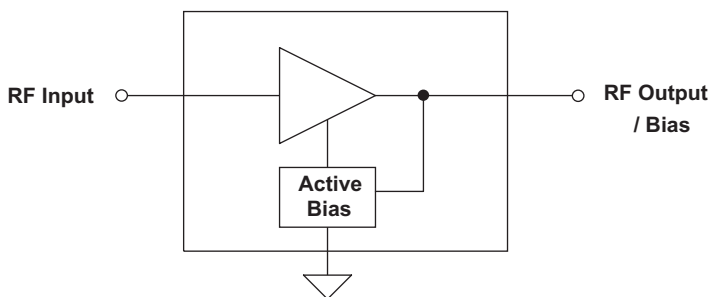 RF Input
RF Output
/ Bias
Active
Bias